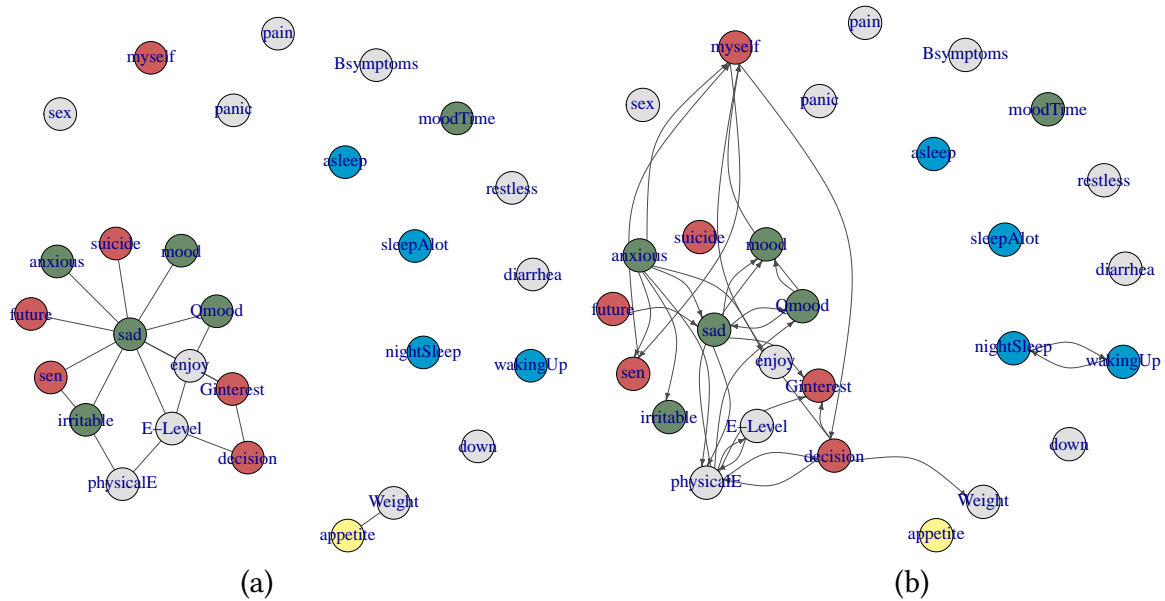 pain
myself
Bsymptoms
sex
panic
moodTime
asleep
restless
suicide
mood
anxious
sleepAlot
diarrhea
future
Qmood
sad
nightSleep
wakingUp
enjoy
sen
Ginterest
irritable
E-Level
decision
down
physicalE
Weight
appetite
(a)
pain
myself
Bsymptoms
sex
panic
moodTime
asleep
restless
suicide
mood
anxious
sleepAlot
diarrhea
future
Qmood
sad
nightSleep
wakingUp
enjoy
sen
Ginterest
irritable
E-Level
decision
down
physicalE
Weight
appetite
(b)